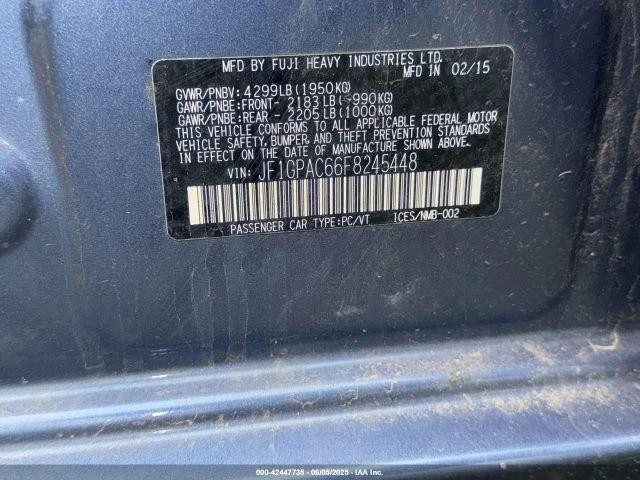 MFD BY FUJI HEAVY INDUSTRIES LTD.
MFD IN 02/15
GVWR/PNBV: 4299LB(1950KG)
GAWR/PNBE:FRONT- 2183LB( 990KG)
GAWR/PNBE:REAR - 2205LB(1000KG)
THIS VEHICLE CONFORMS TO ALL APPLICABLE FEDERAL MOTOR
VEHICLE SAFETY, BUMPER, AND THEFT PREVENTION STANDARDS
IN EFFECT ON THE DATE OF MANUFACTURE SHOWN ABOVE.
VIN: JF1GPAC66F8245448
PASSENGER CAR TYPE:PC/VT ICES/NMB-002
000-42447735 - 06/05/2025 - IAA Inc.